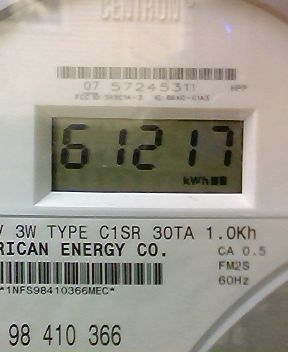 CENTRON
07 57245311 HPP
61217
kWh
V 3W TYPE C1SR 30TA 1.0Kh
RICAN ENERGY CO. CA 0.5
FM2S
*1NFS98410366MEC* 60Hz
98 410 366